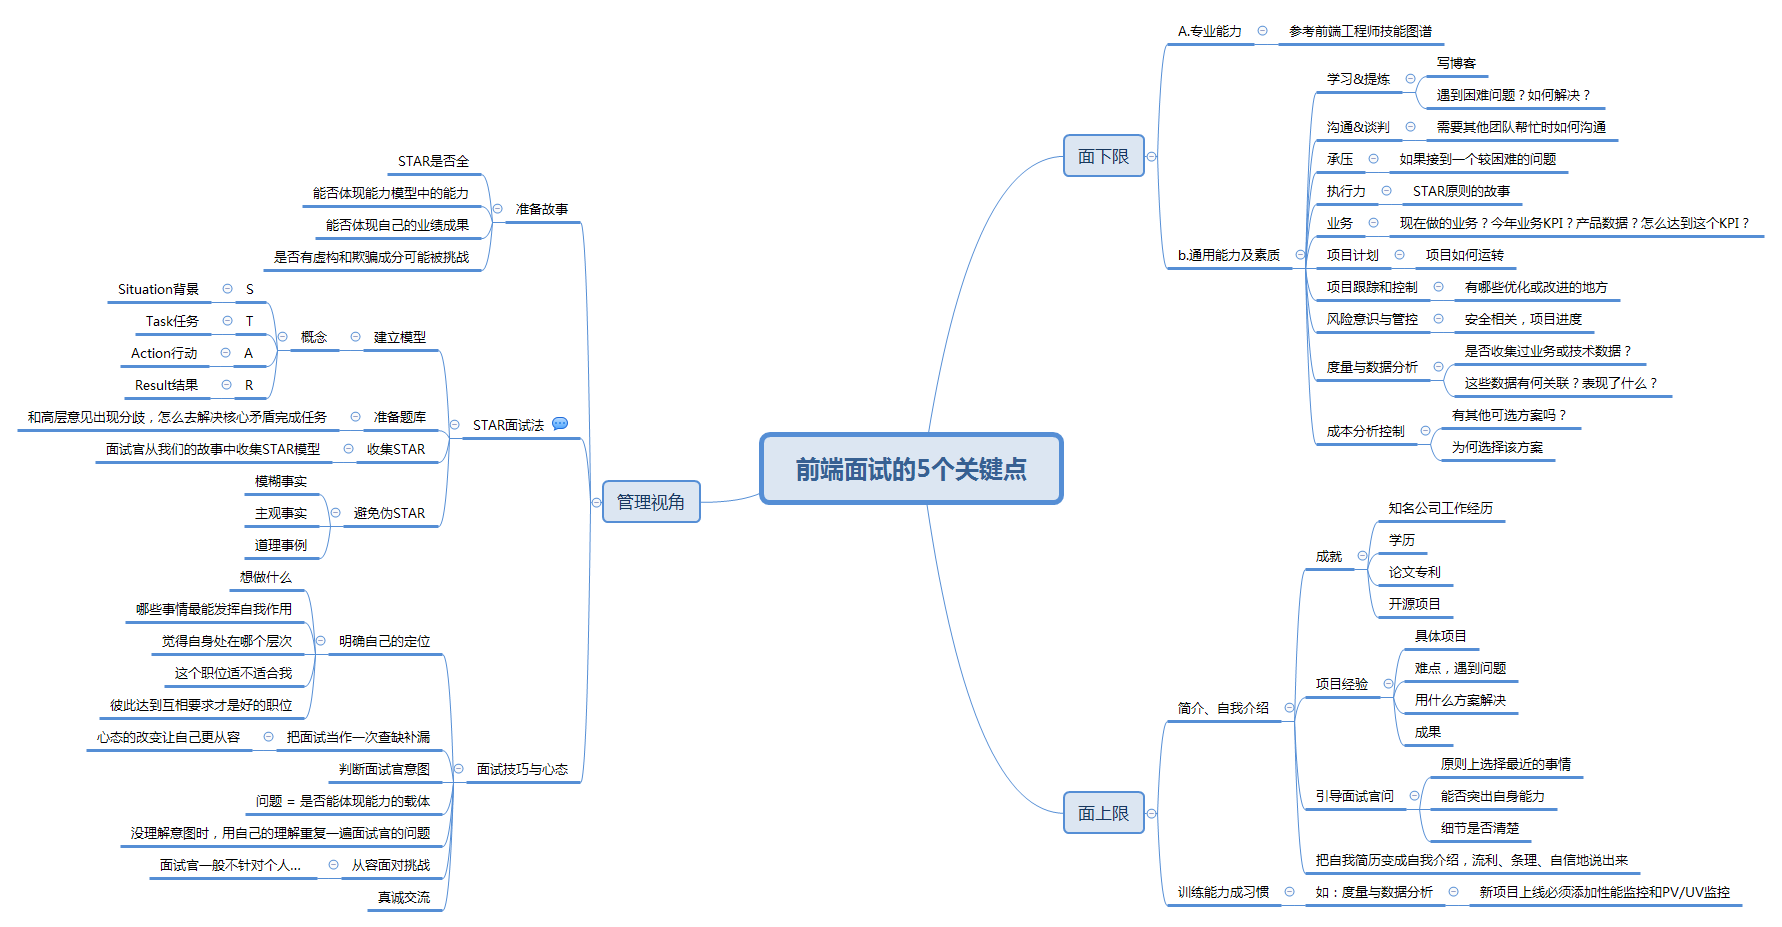 前端面试的5个关键点
面下限
A.专业能力
参考前端工程师技能图谱
b.通用能力及素质
学习&提炼
写博客
遇到困难问题？如何解决？
沟通&谈判
需要其他团队帮忙时如何沟通
承压
如果接到一个较困难的问题
执行力
STAR原则的故事
业务
现在做的业务？今年业务KPI？产品数据？怎么达到这个KPI？
项目计划
项目如何运转
项目跟踪和控制
有哪些优化或改进的地方
风险意识与管控
安全相关，项目进度
度量与数据分析
是否收集过业务或技术数据？
这些数据有何关联？表现了什么？
成本分析控制
有其他可选方案吗？
为何选择该方案
面上限
简介、自我介绍
成就
知名公司工作经历
学历
论文专利
开源项目
项目经验
具体项目
难点，遇到问题
用什么方案解决
成果
引导面试官问
原则上选择最近的事情
能否突出自身能力
细节是否清楚
把自我简历变成自我介绍，流利、条理、自信地说出来
训练能力成习惯
如：度量与数据分析
新项目上线必须添加性能监控和PV/UV监控
管理视角
准备故事
STAR是否全
能否体现能力模型中的能力
能否体现自己的业绩成果
是否有虚构和欺骗成分可能被挑战
STAR面试法
建立模型
概念
S
Situation背景
T
Task任务
A
Action行动
R
Result结果
准备题库
和高层意见出现分歧，怎么去解决核心矛盾完成任务
收集STAR
面试官从我们的故事中收集STAR模型
避免伪STAR
模糊事实
主观事实
道理事例
面试技巧与心态
明确自己的定位
想做什么
哪些事情最能发挥自我作用
觉得自身处在哪个层次
这个职位适不适合我
彼此达到互相要求才是好的职位
把面试当作一次查缺补漏
心态的改变让自己更从容
判断面试官意图
问题 = 是否能体现能力的载体
没理解意图时，用自己的理解重复一遍面试官的问题
从容面对挑战
面试官一般不针对个人...
真诚交流